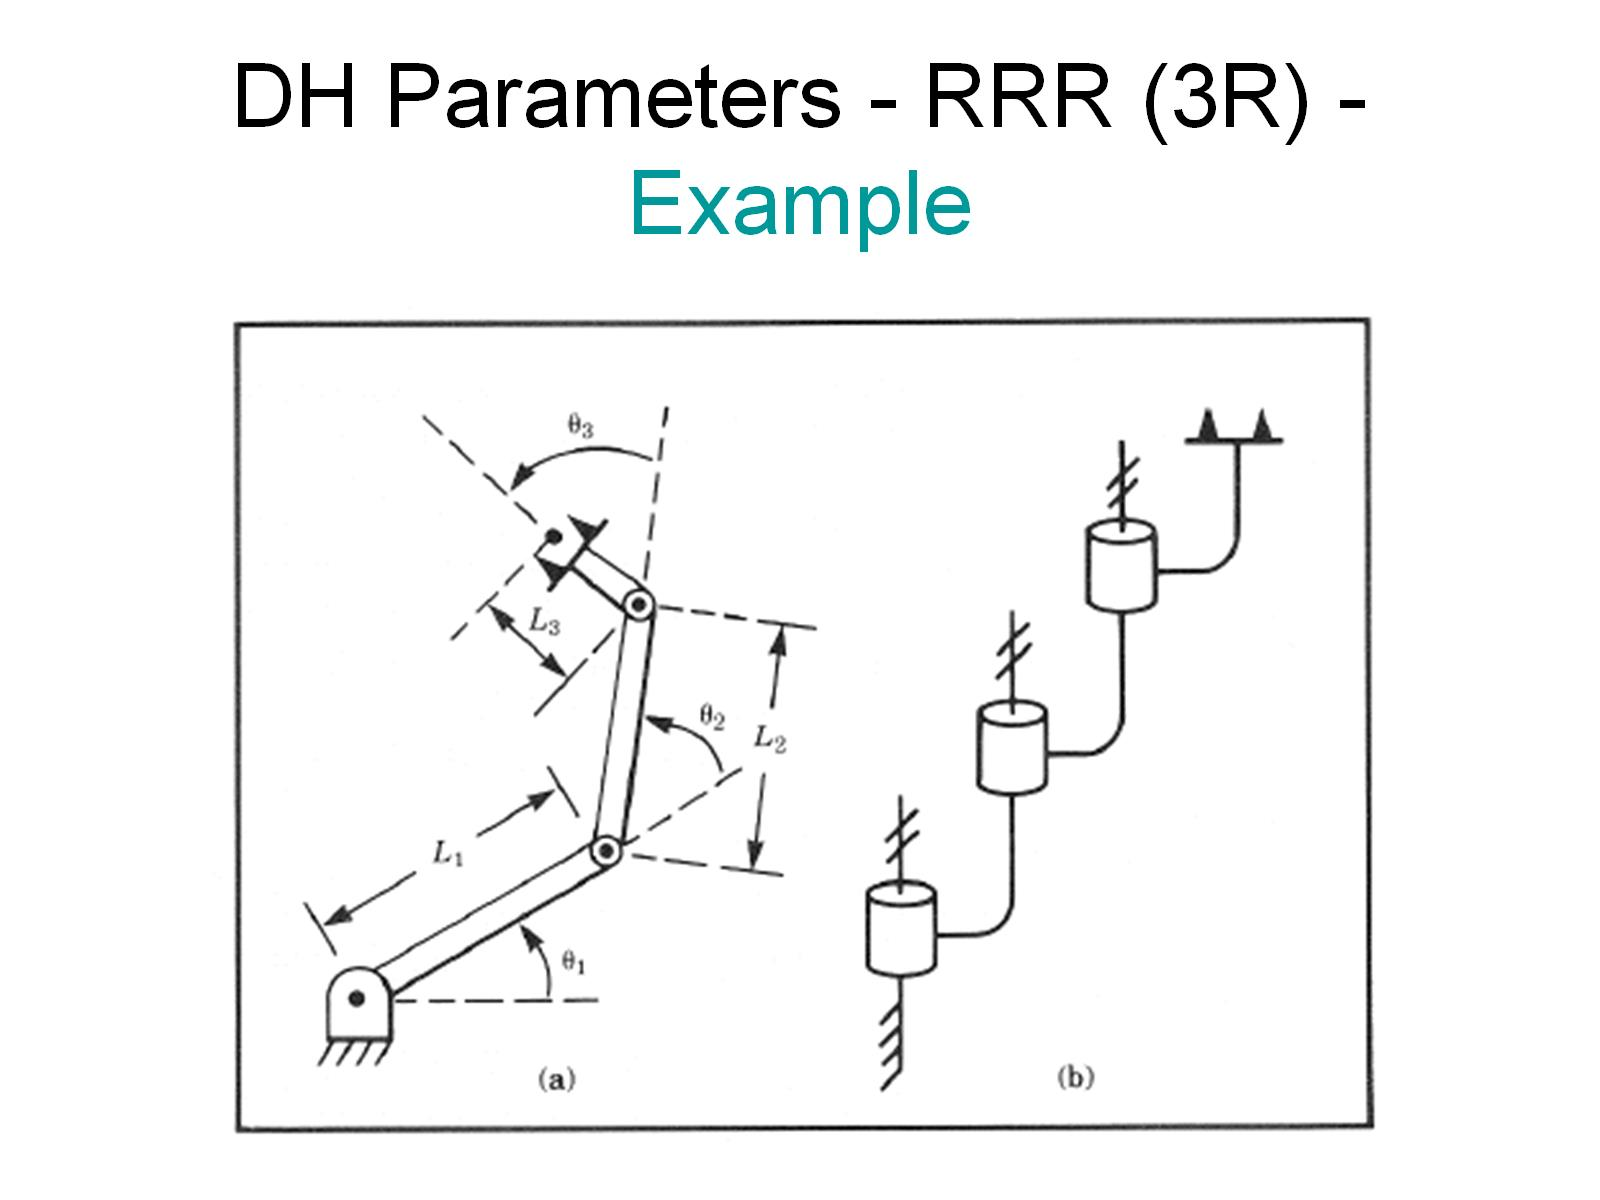 DH Parameters - RRR (3R) -
Example
θ3
L3
θ2
L2
L1
θ1
(a)
(b)